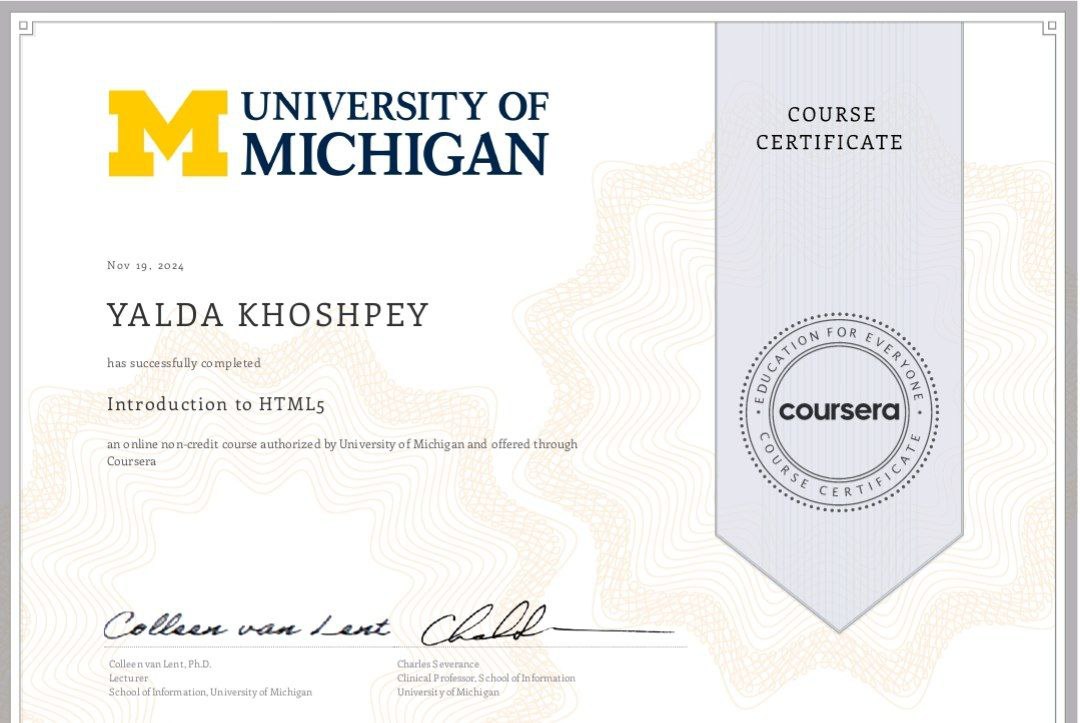 UNIVERSITY OF
MICHIGAN
COURSE
CERTIFICATE
Nov 19, 2024
YALDA KHOSHPEY
has successfully completed
Introduction to HTML5
an online non-credit course authorized by University of Michigan and offered through
Coursera
EDUCATION FOR EVERYONE
coursera
COURSE CERTIFICATE
Colleen van Lent
Colleen van Lent, Ph.D.
Lecturer
School of Information, University of Michigan
Charles Severance
Clinical Professor, School of Information
University of Michigan